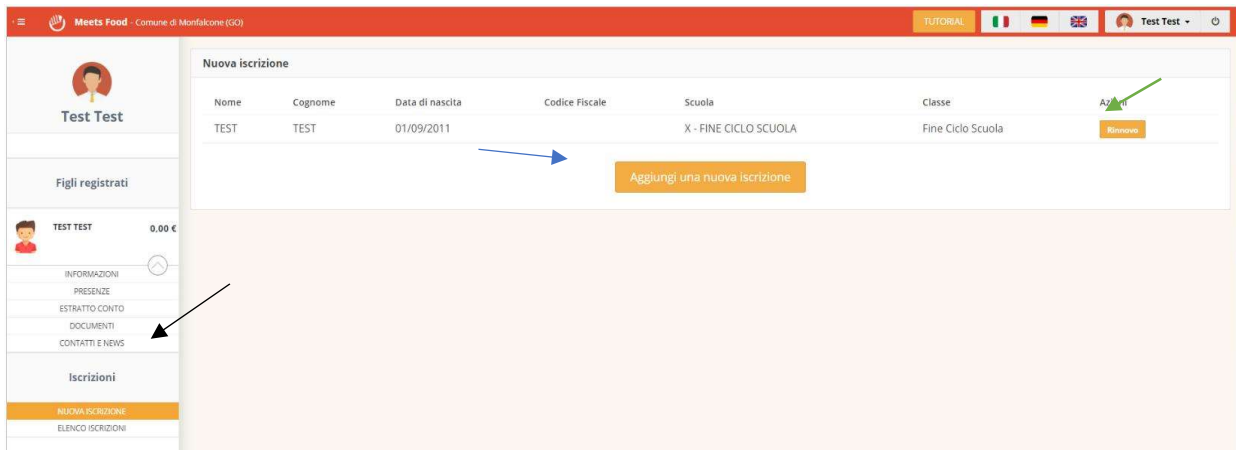 Meets Food - Comune di Monfalcone (GO)
TUTORIAL
Test Test
Test Test
Figli registrati
TEST TEST 0,00 €
INFORMAZIONI
PRESENZE
ESTRATTO CONTO
DOCUMENTI
CONTATTI E NEWS
Iscrizioni
NUOVA ISCRIZIONE
ELENCO ISCRIZIONI
Nuova iscrizione
Nome Cognome Data di nascita Codice Fiscale Scuola Classe
TEST TEST 01/09/2011 X - FINE CICLO SCUOLA Fine Ciclo Scuola Rinnovo
Aggiungi una nuova iscrizione